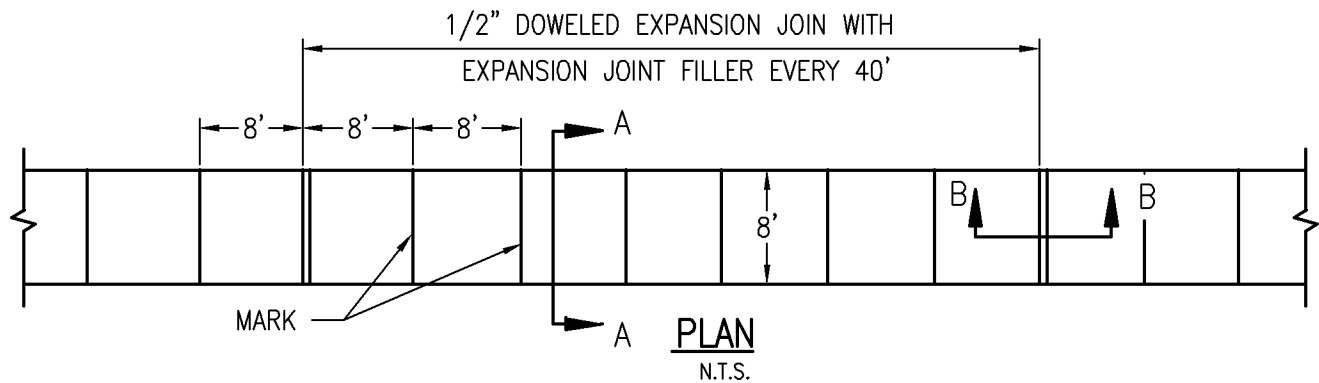 1/2" DOWELED EXPANSION JOIN WITH
EXPANSION JOINT FILLER EVERY 40'
8'
8'
8'
A
B
B
8'
MARK
A
PLAN
N.T.S.